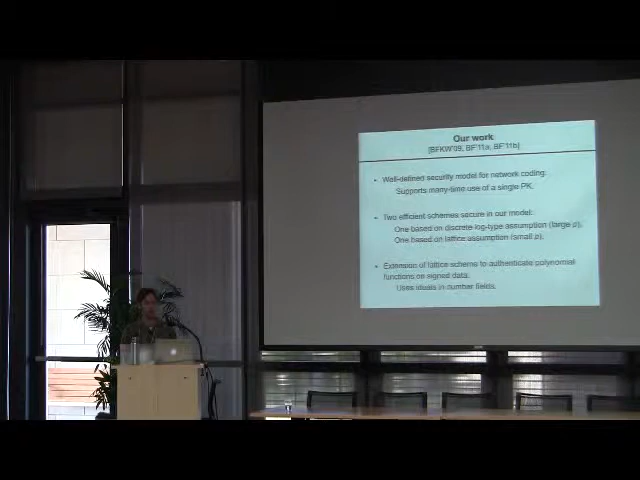 Our work
[BFKW'09, BF'11a, BF'11b]
• Well-defined security model for network coding.
Supports many-time use of a single PK.
• Two efficient schemes secure in our model:
One based on discrete log-type assumption (large p).
One based on lattice assumption (small p).
• Extension of lattice scheme to authenticate polynomial
functions on signed data.
Uses ideals in number fields.